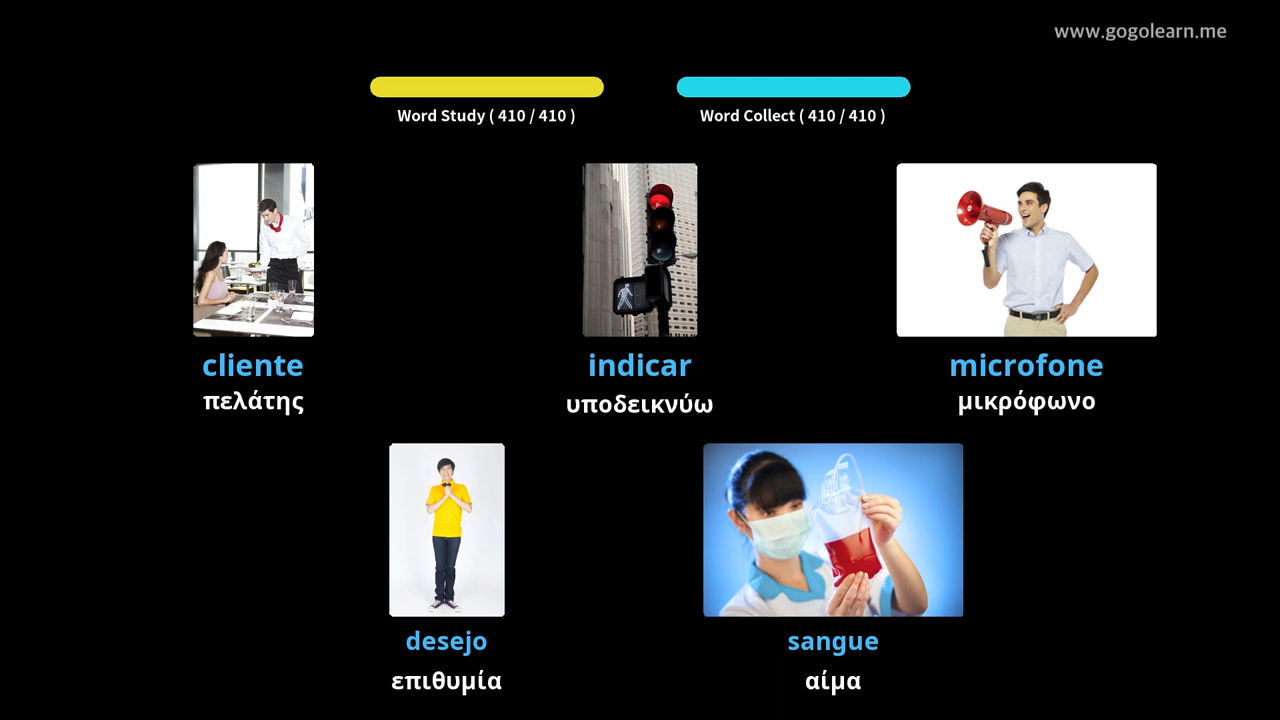 www.gogolearn.me
Word Study ( 410 / 410 )
Word Collect ( 410 / 410 )
cliente
πελάτης
indicar
υποδεικνύω
microfone
μικρόφωνο
desejo
επιθυμία
sangue
αίμα